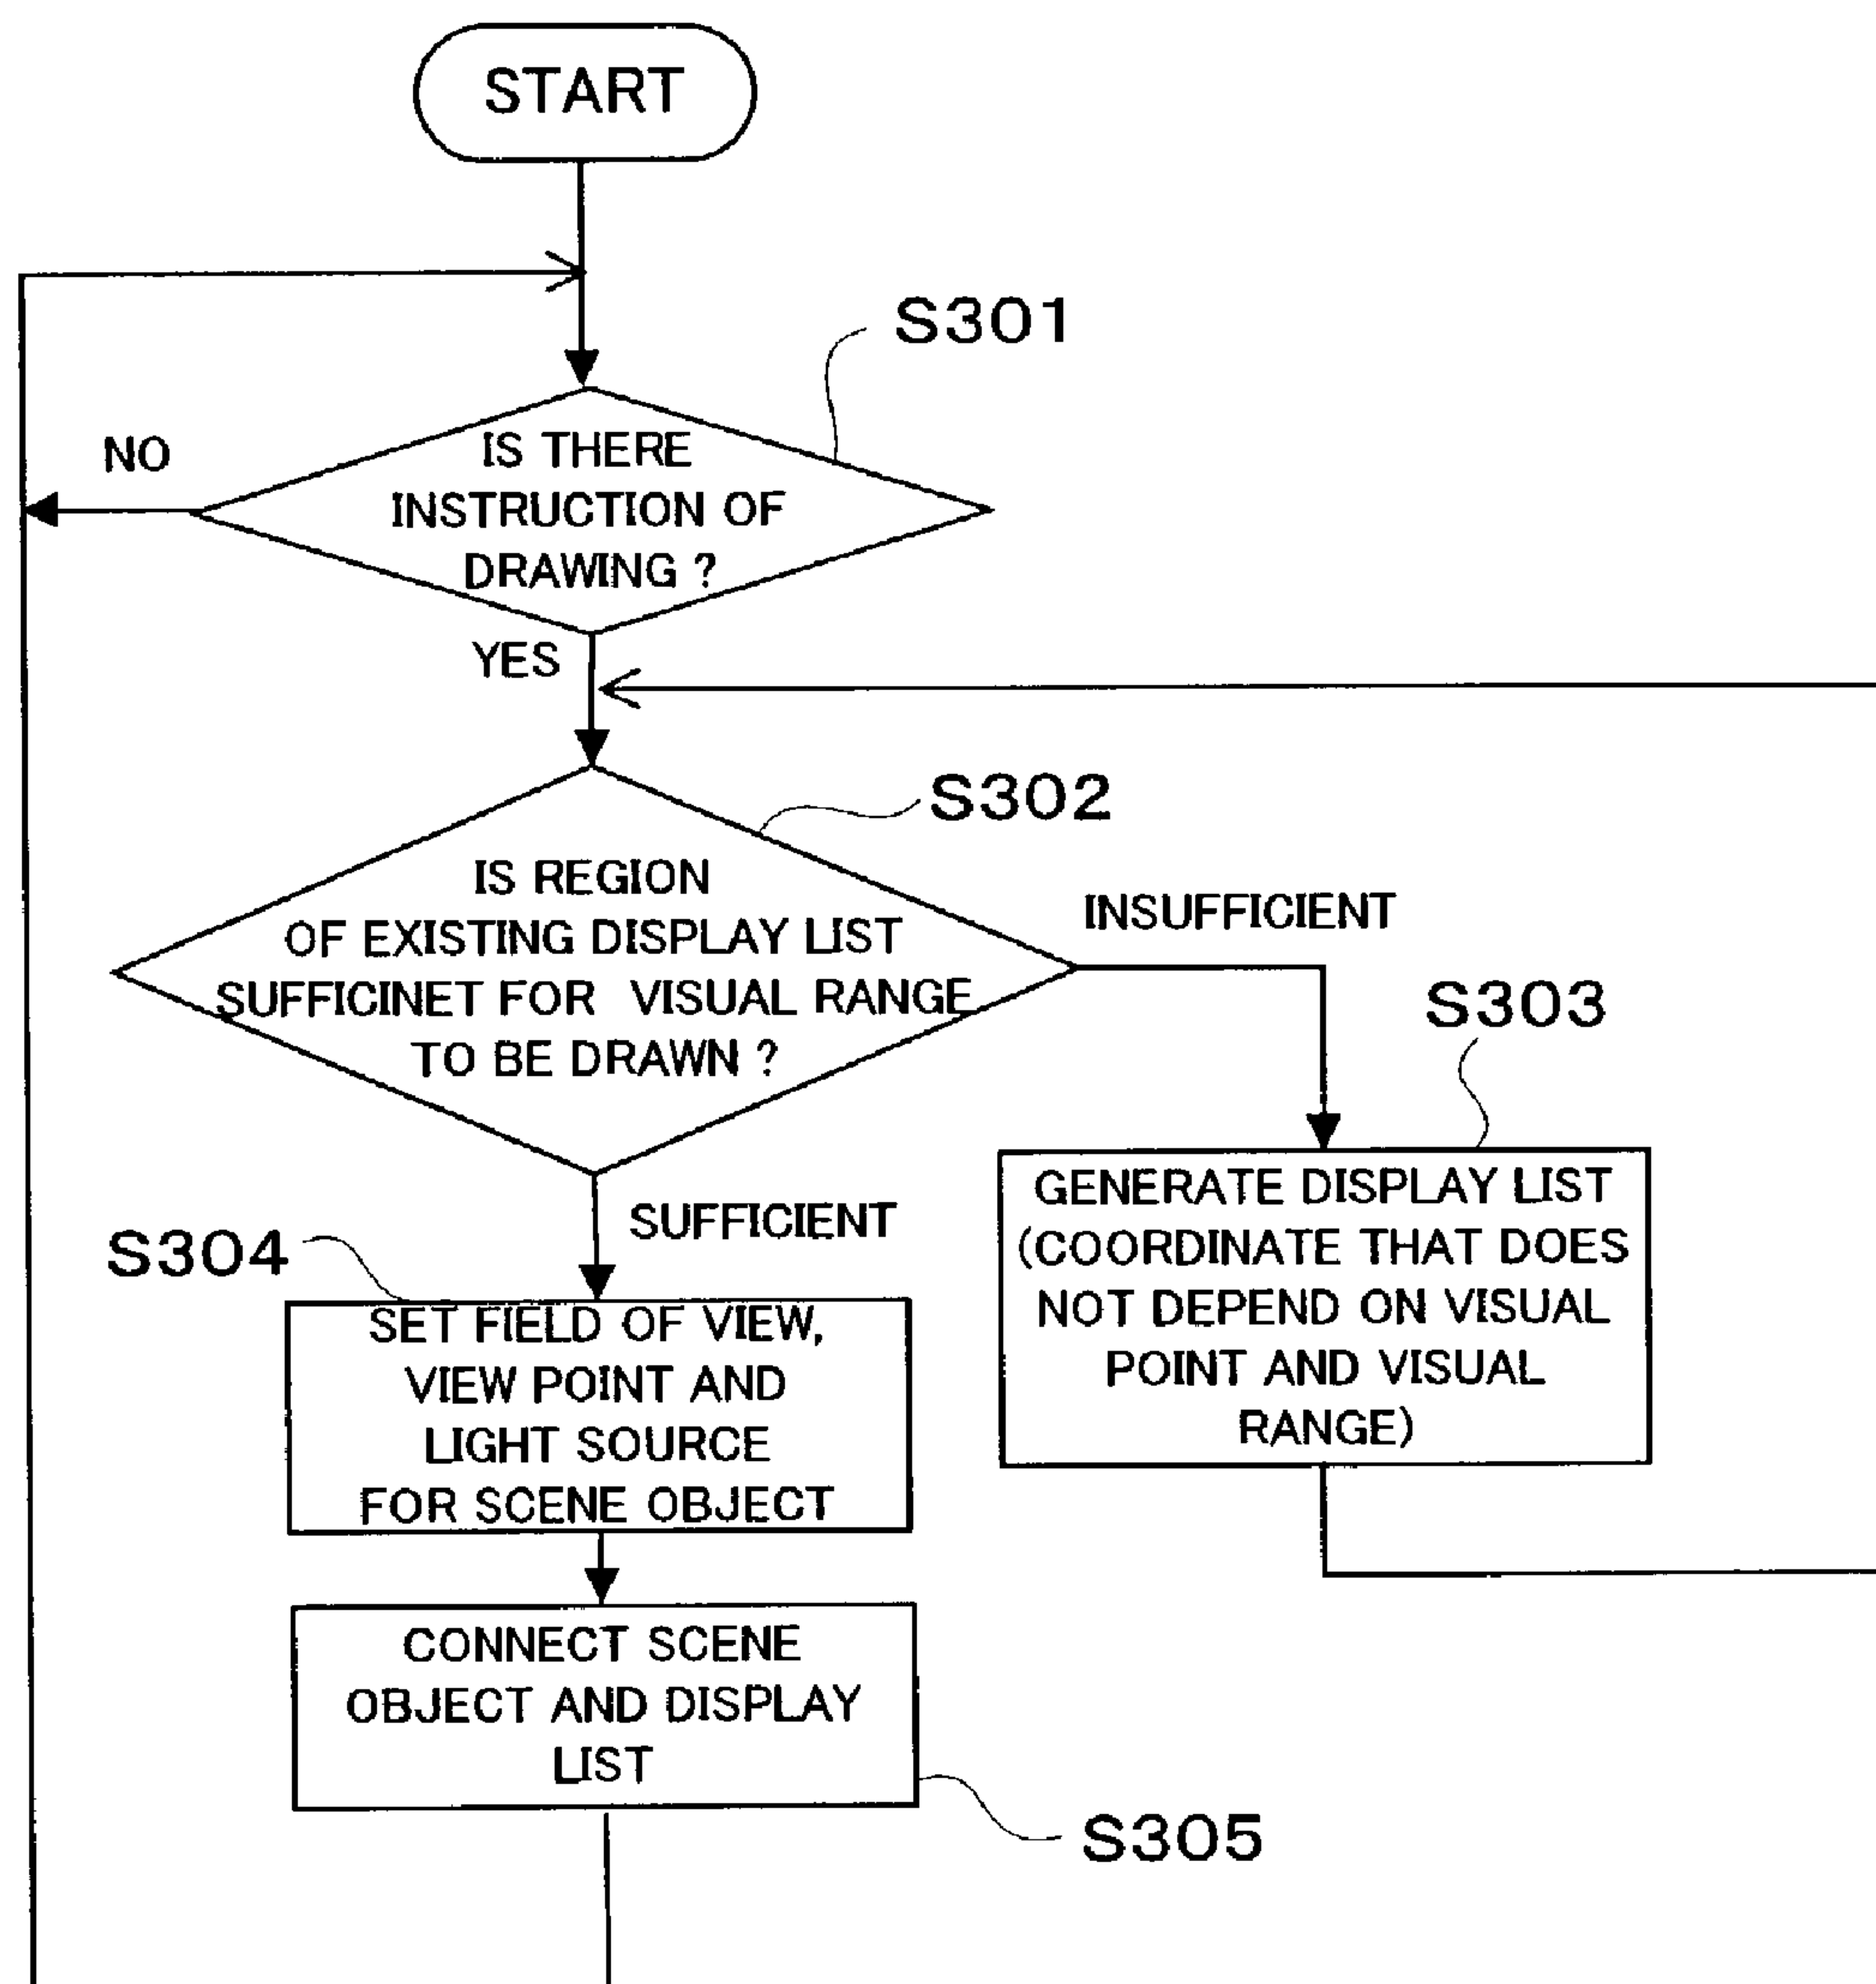 START
S301
NO
IS THERE
INSTRUCTION OF
DRAWING ?
YES
S302
IS REGION
OF EXISTING DISPLAY LIST
SUFFICINET FOR VISUAL RANGE
TO BE DRAWN ?
INSUFFICIENT
S303
GENERATE DISPLAY LIST
(COORDINATE THAT DOES
NOT DEPEND ON VISUAL
POINT AND VISUAL
RANGE)
SUFFICIENT
S304
SET FIELD OF VIEW,
VIEW POINT AND
LIGHT SOURCE
FOR SCENE OBJECT
CONNECT SCENE
OBJECT AND DISPLAY
LIST
S305